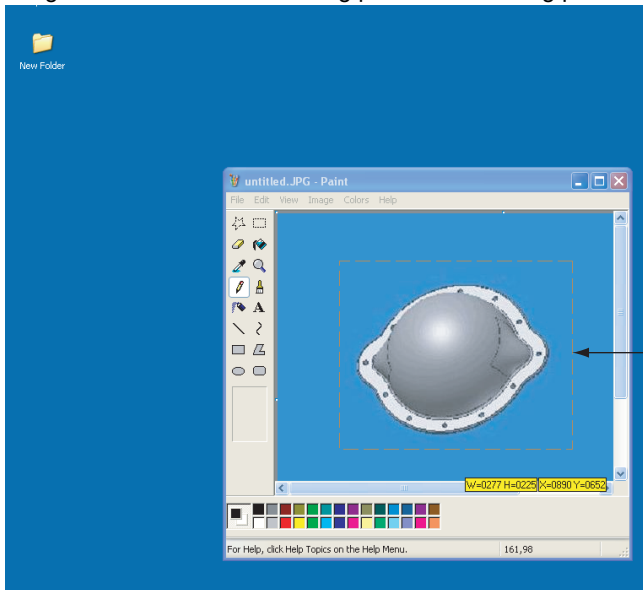 New Folder
untitled.JPG - Paint
File Edit View Image Colors Help
A
W=0277 H=0225 X=0890 Y=0652
For Help, click Help Topics on the Help Menu.
161,98